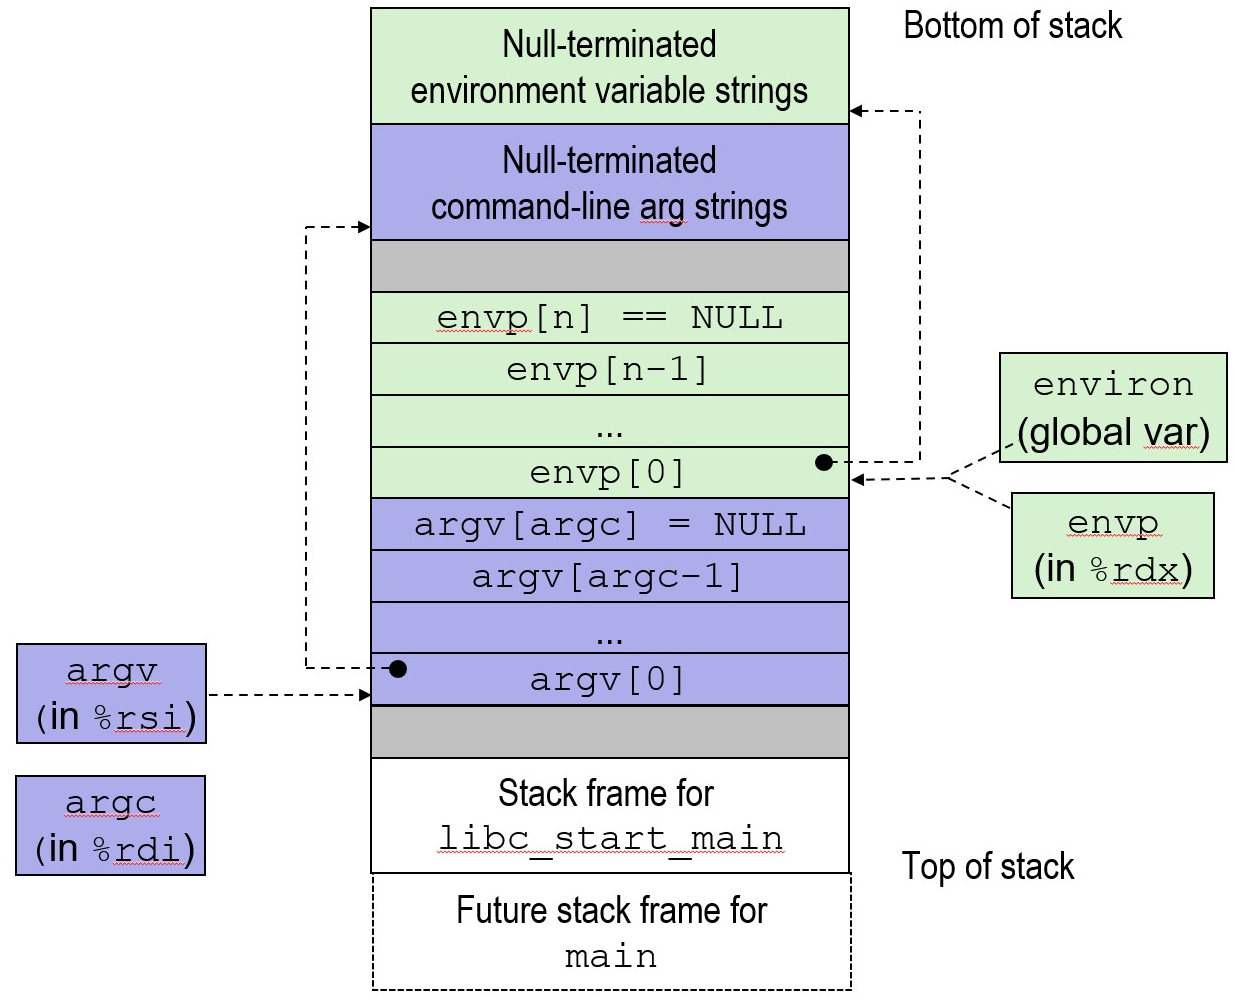 Null-terminated
environment variable strings
Bottom of stack
Null-terminated
command-line arg strings
envp[n] == NULL
envp[n-1]
...
envp[0]
argv[argc] = NULL
argv[argc-1]
...
argv[0]
environ
(global var)
envp
(in %rdx)
argv
(in %rsi)
argc
(in %rdi)
Stack frame for
libc_start_main
Top of stack
Future stack frame for
main